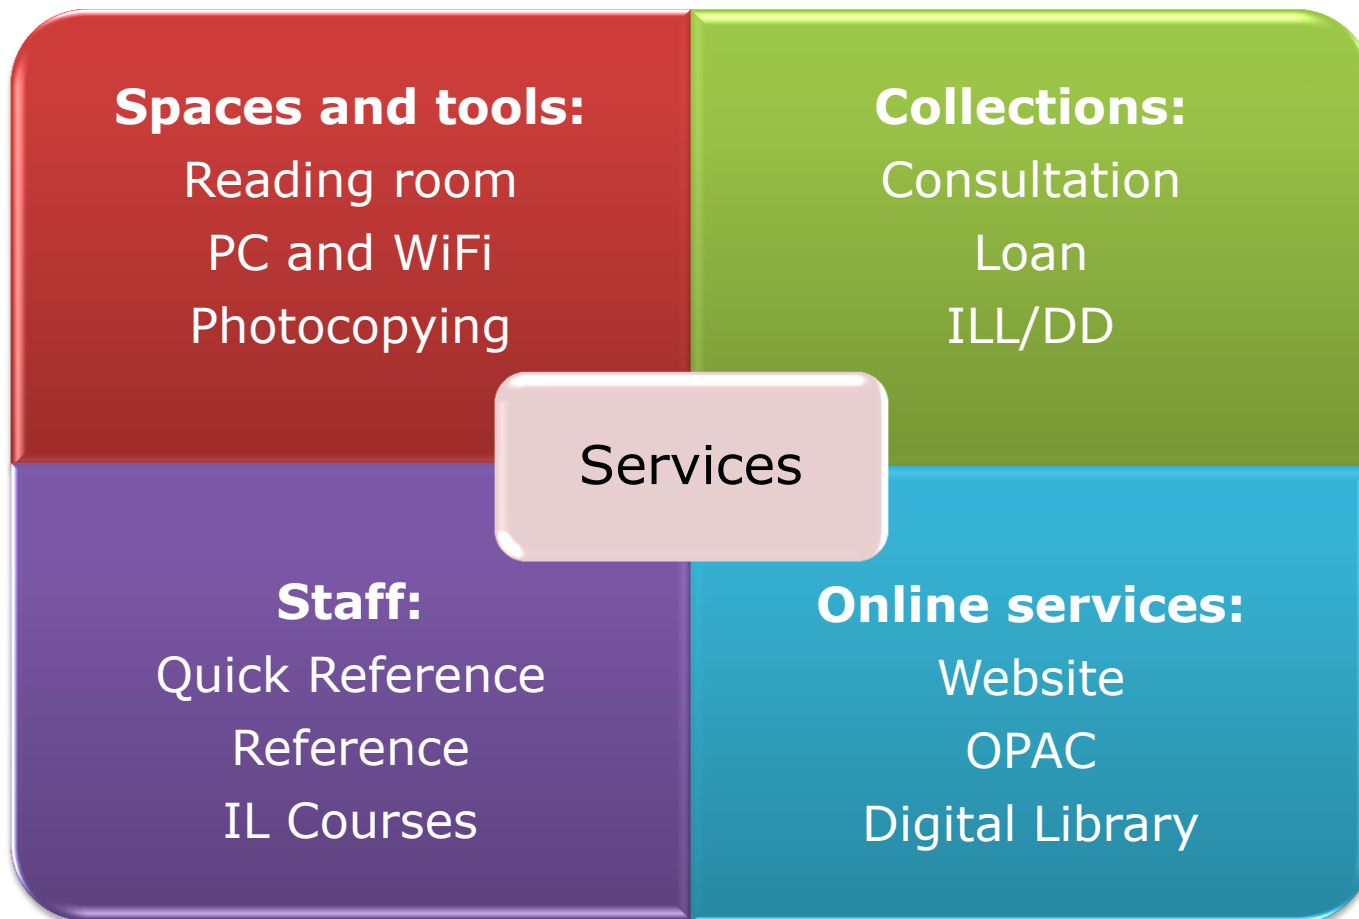 Spaces and tools:
Reading room
PC and WiFi
Photocopying
Collections:
Consultation
Loan
ILL/DD
Services
Staff:
Quick Reference
Reference
IL Courses
Online services:
Website
OPAC
Digital Library